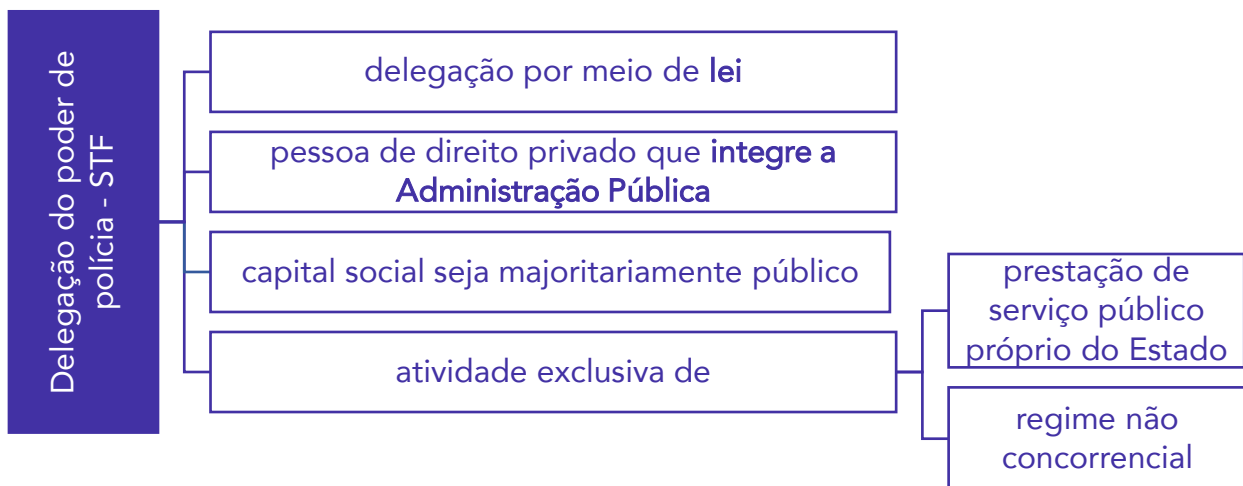 Delegação do poder de
polícia - STF
delegação por meio de lei
pessoa de direito privado que integre a
Administração Pública
capital social seja majoritariamente público
atividade exclusiva de
prestação de
serviço público
próprio do Estado
regime não
concorrencial